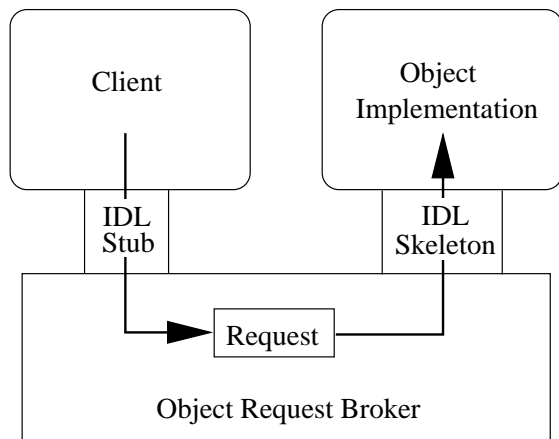 Client
Object
Implementation
IDL
Stub
IDL
Skeleton
Request
Object Request Broker